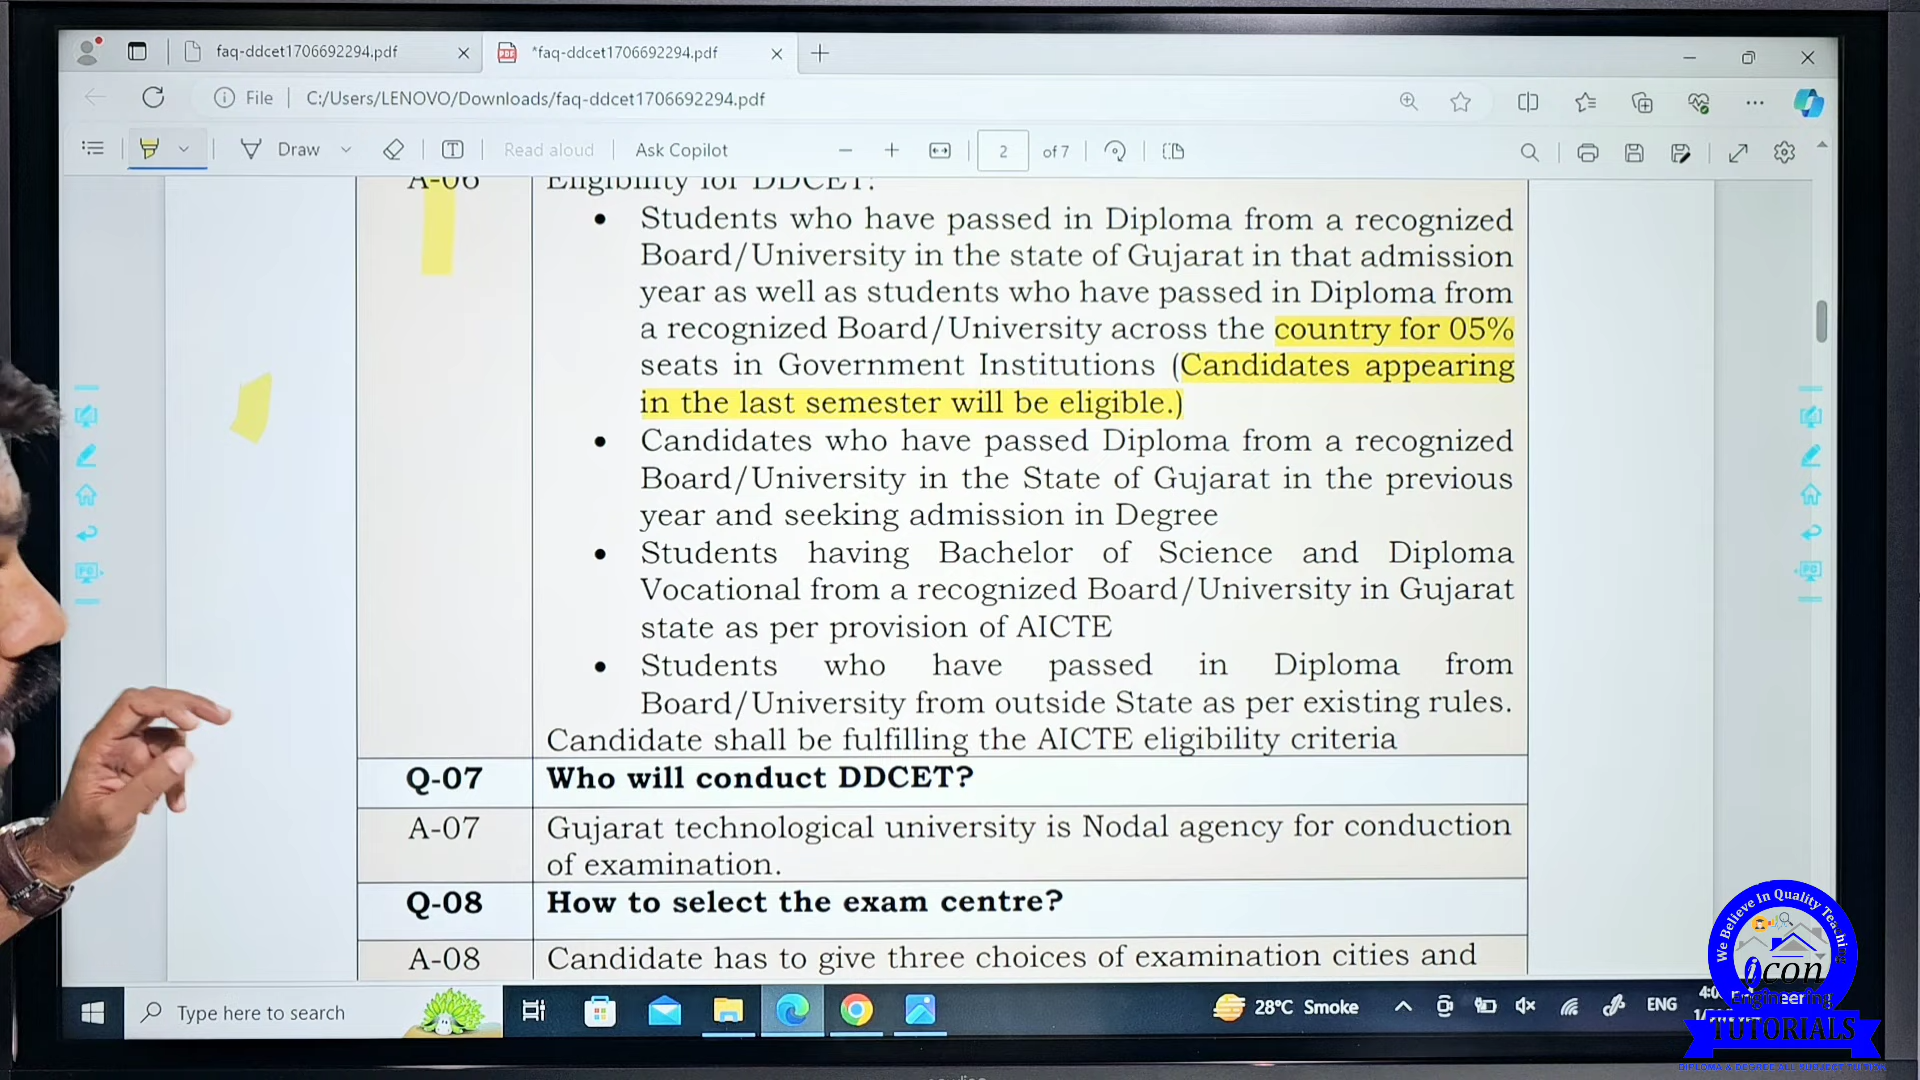 faq-ddcet1706692294.pdf
*faq-ddcet1706692294.pdf
File
C:/Users/LENOVO/Downloads/faq-ddcet1706692294.pdf
Draw
Read aloud
Ask Copilot
2 of 7
A-06 Eligibility for DDCET:
• Students who have passed in Diploma from a recognized
Board/University in the state of Gujarat in that admission
year as well as students who have passed in Diploma from
a recognized Board/University across the country for 05%
seats in Government Institutions (Candidates appearing
in the last semester will be eligible.)
• Candidates who have passed Diploma from a recognized
Board/University in the State of Gujarat in the previous
year and seeking admission in Degree
• Students having Bachelor of Science and Diploma
Vocational from a recognized Board/University in Gujarat
state as per provision of AICTE
• Students who have passed in Diploma from
Board/University from outside State as per existing rules.
Candidate shall be fulfilling the AICTE eligibility criteria
Q-07 Who will conduct DDCET?
A-07 Gujarat technological university is Nodal agency for conduction
of examination.
Q-08 How to select the exam centre?
A-08 Candidate has to give three choices of examination cities and
Type here to search
28°C Smoke
ENG
We Believe In Quality Teaching
icon
Engineering
TUTORIALS